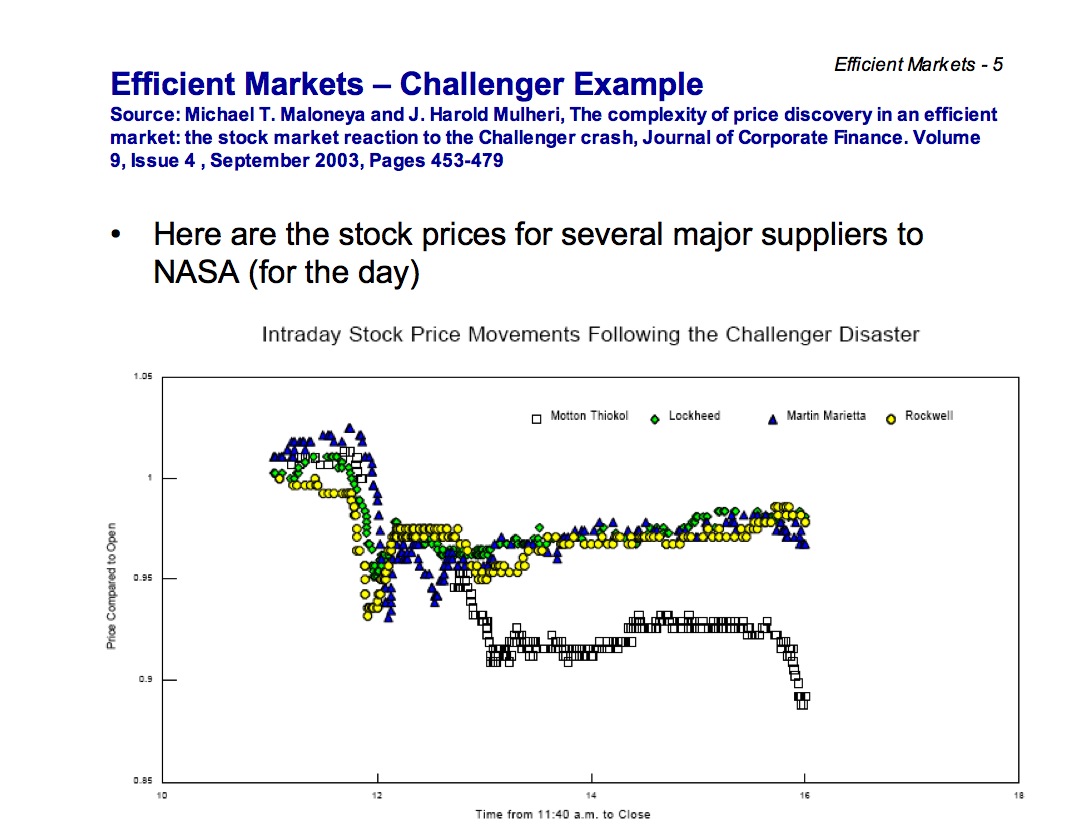 Efficient Markets - 5
Efficient Markets – Challenger Example
Source: Michael T. Maloneya and J. Harold Mulheri, The complexity of price discovery in an efficient
market: the stock market reaction to the Challenger crash, Journal of Corporate Finance. Volume
9, Issue 4 , September 2003, Pages 453-479
• Here are the stock prices for several major suppliers to
NASA (for the day)
Intraday Stock Price Movements Following the Challenger Disaster
1.05
Motton Thiokol Lockheed Martin Marietta Rockwell
1
0.95
Price Compared to Open
0.9
0.85
10 12 14 16 18
Time from 11:40 a.m. to Close